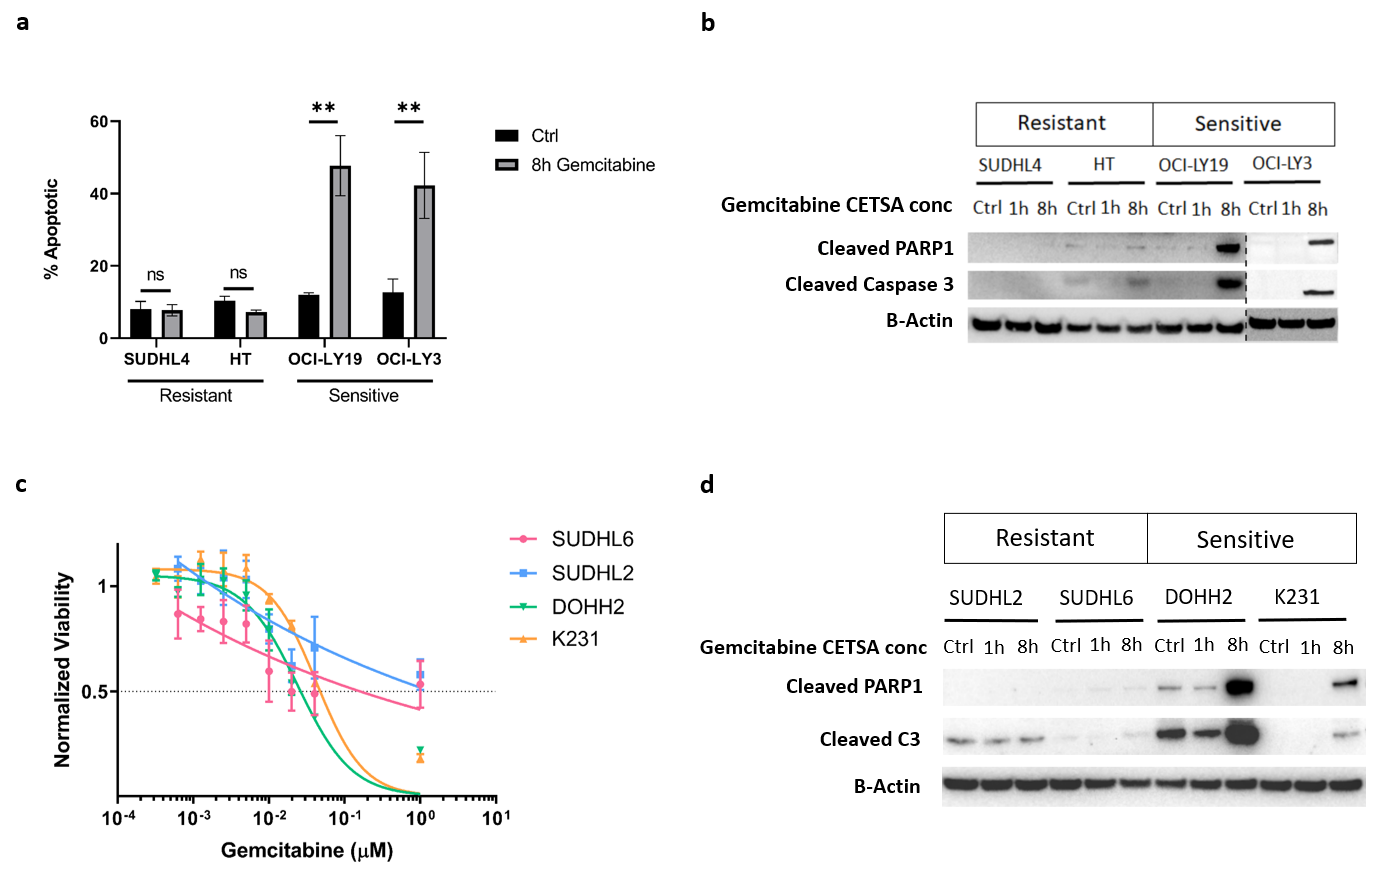 a
** **
60
40
20
0
% Apoptotic
ns ns
SUDHL4 HT OCI-LY19 OCI-LY3
Resistant Sensitive
Ctrl
8h Gemcitabine
b
Resistant Sensitive
SUDHL4 HT OCI-LY19 OCI-LY3
Gemcitabine CETSA conc Ctrl 1h 8h Ctrl 1h 8h Ctrl 1h 8h Ctrl 1h 8h
Cleaved PARP1
Cleaved Caspase 3
B-Actin
c
1
0.5
Normalized Viability
10-4 10-3 10-2 10-1 100 101
Gemcitabine (μM)
SUDHL6
SUDHL2
DOHH2
K231
d
Resistant Sensitive
SUDHL2 SUDHL6 DOHH2 K231
Gemcitabine CETSA conc Ctrl 1h 8h Ctrl 1h 8h Ctrl 1h 8h Ctrl 1h 8h
Cleaved PARP1
Cleaved C3
B-Actin